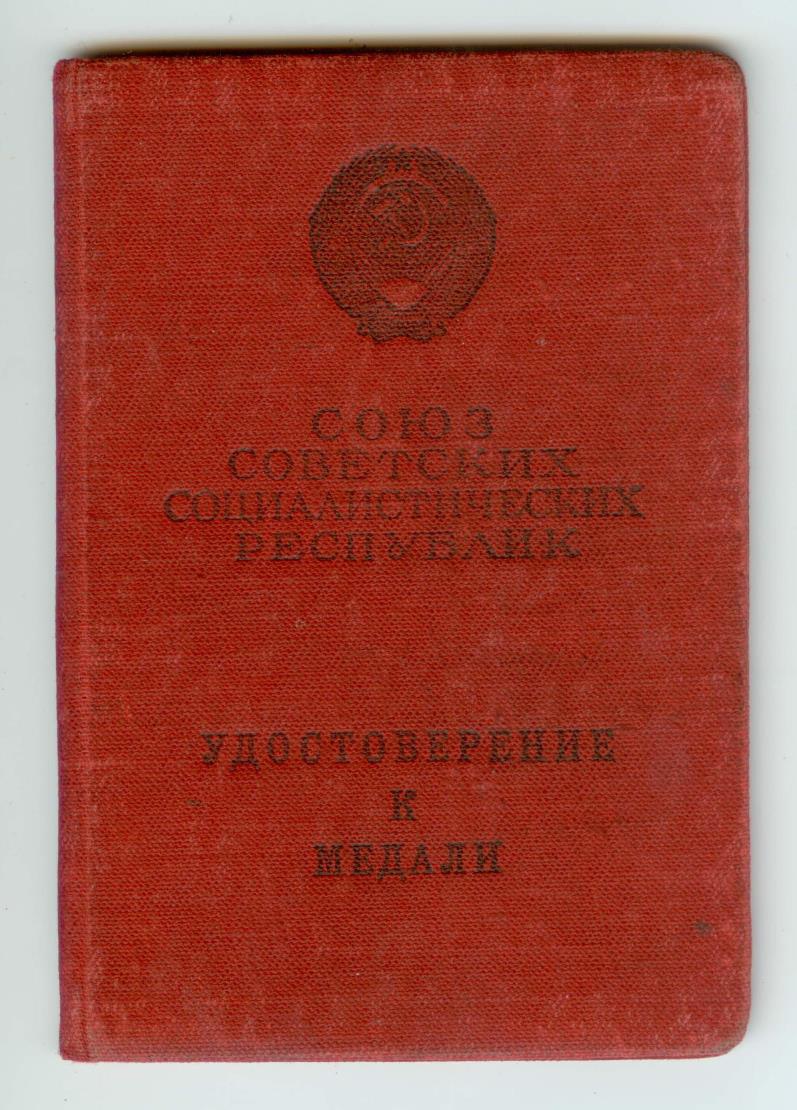 СОЮЗ
СОВЕТСКИХ
СОЦИАЛИСТИЧЕСКИХ
РЕСПУБЛИК
УДОСТОВЕРЕНИЕ
К
МЕДАЛИ